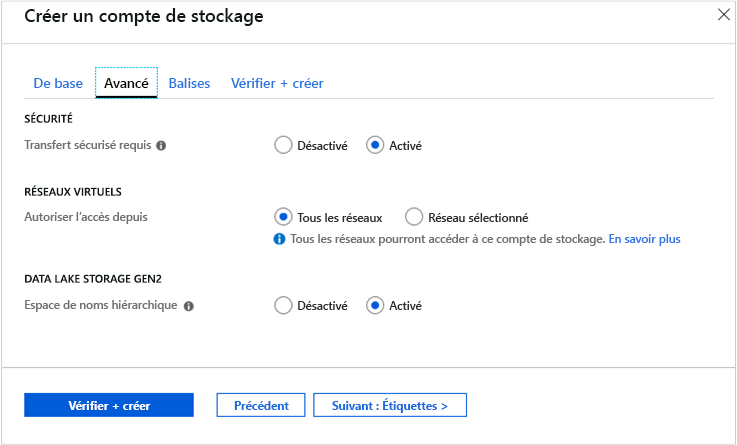 Créer un compte de stockage
De base Avancé Balises Vérifier + créer
SÉCURITÉ
Transfert sécurisé requis Désactivé Activé
RÉSEAUX VIRTUELS
Autoriser l'accès depuis Tous les réseaux Réseau sélectionné
Tous les réseaux pourront accéder à ce compte de stockage. En savoir plus
DATA LAKE STORAGE GEN2
Espace de noms hiérarchique Désactivé Activé
Vérifier + créer Précédent Suivant : Étiquettes >